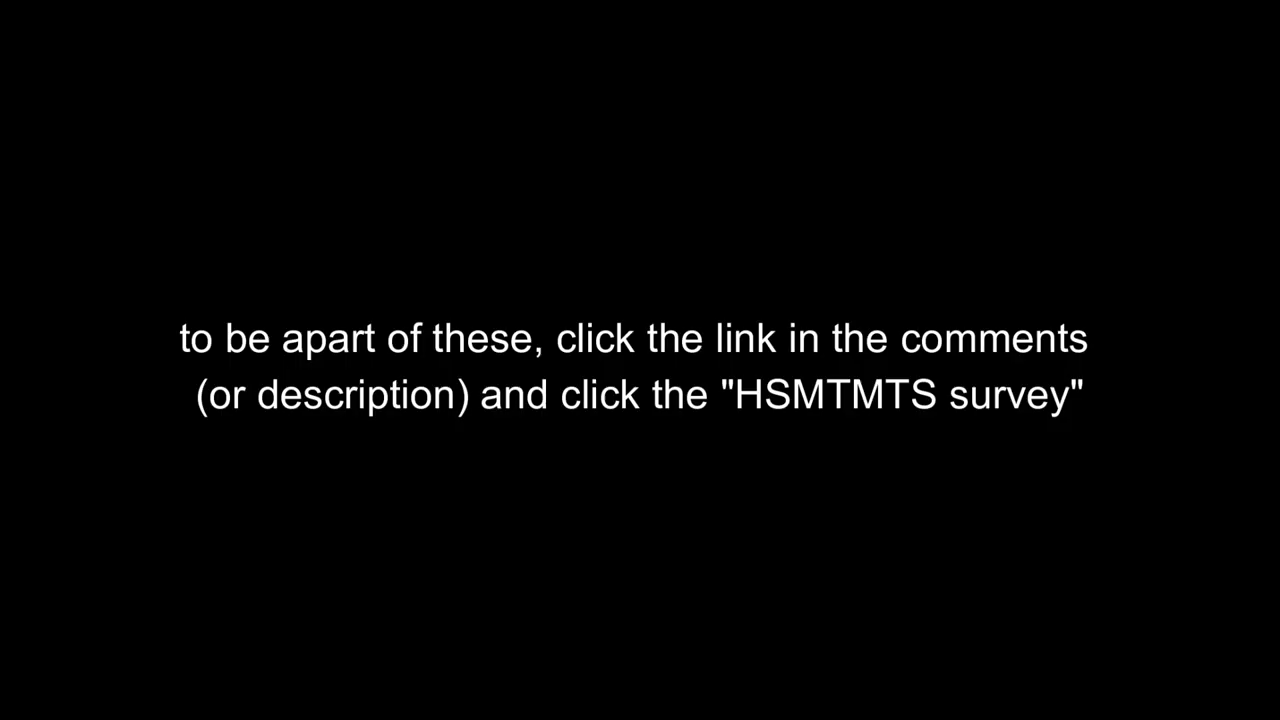 to be apart of these, click the link in the comments
(or description) and click the "HSMTMTS survey"